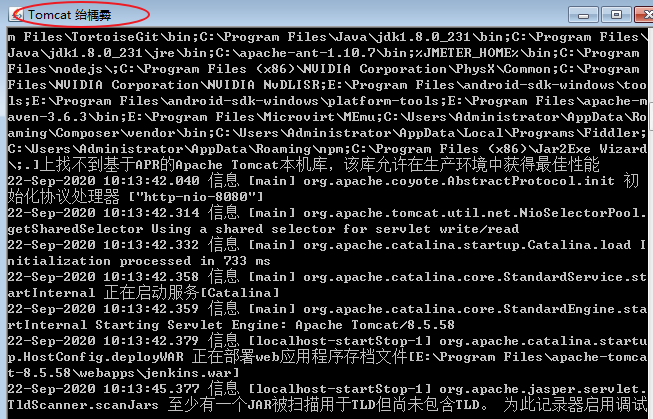 Tomcat 绐楀彛
m Files\TortoiseGit\bin;C:\Program Files\Java\jdk1.8.0_231\bin;C:\Program Files\
Java\jdk1.8.0_231\jre\bin;C:\apache-ant-1.10.7\bin;%JMETER_HOME%\bin;C:\Program
Files\nodejs\;C:\Program Files (x86)\NVIDIA Corporation\PhysX\Common;C:\Program
Files\NVIDIA Corporation\NVIDIA NvDLISR;E:\Program Files\android-sdk-windows\too
ls;E:\Program Files\android-sdk-windows\platform-tools;E:\Program Files\apache-m
aven-3.6.3\bin;E:\Program Files\Microvirt\MEmu;C:\Users\Administrator\AppData\Ro
aming\Composer\vendor\bin;C:\Users\Administrator\AppData\Local\Programs\Fiddler;
C:\Users\Administrator\AppData\Roaming\npm;C:\Program Files (x86)\Jar2Exe Wizard
\;.]上找不到基于APR的Apache Tomcat本机库，该库允许在生产环境中获得最佳性能
22-Sep-2020 10:13:42.040 信息 [main] org.apache.coyote.AbstractProtocol.init 初
始化协议处理器 ["http-nio-8080"]
22-Sep-2020 10:13:42.314 信息 [main] org.apache.tomcat.util.net.NioSelectorPool.
getSharedSelector Using a shared selector for servlet write/read
22-Sep-2020 10:13:42.332 信息 [main] org.apache.catalina.startup.Catalina.load I
nitialization processed in 733 ms
22-Sep-2020 10:13:42.358 信息 [main] org.apache.catalina.core.StandardService.st
artInternal 正在启动服务[Catalina]
22-Sep-2020 10:13:42.359 信息 [main] org.apache.catalina.core.StandardEngine.sta
rtInternal Starting Servlet Engine: Apache Tomcat/8.5.58
22-Sep-2020 10:13:42.379 信息 [localhost-startStop-1] org.apache.catalina.startu
p.HostConfig.deployWAR 正在部署web应用程序存档文件[E:\Program Files\apache-tomca
t-8.5.58\webapps\jenkins.war]
22-Sep-2020 10:13:45.377 信息 [localhost-startStop-1] org.apache.jasper.servlet.
TldScanner.scanJars 至少有一个JAR被扫描用于TLD但尚未包含TLD。 为此记录器启用调试